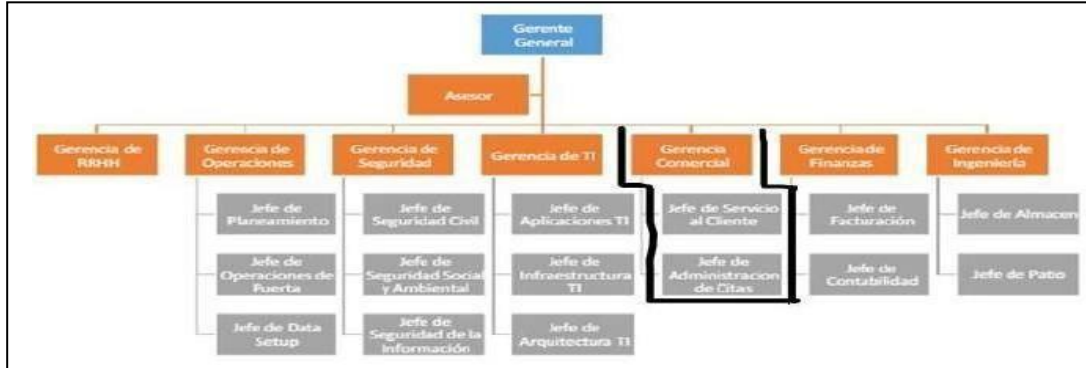 Gerente
General
Asesor
Gerencia de
RRHH
Gerencia de
Operaciones
Gerencia de
Seguridad
Gerencia de TI
Gerencia
Comercial
Gerencia de
Finanzas
Gerencia de
Ingeniería
Jefe de
Planeamiento
Jefe de
Operaciones de
Puerta
Jefe de Data
Setup
Jefe de
Seguridad Civil
Jefe de
Seguridad Social
y Ambiental
Jefe de
Seguridad de la
Información
Jefe de
Aplicaciones TI
Jefe de
Infraestructura
TI
Jefe de
Arquitectura TI
Jefe de Servicio
al Cliente
Jefe de
Administracion
de Citas
Jefe de
Facturación
Jefe de
Contabilidad
Jefe de Almacen
Jefe de Patio